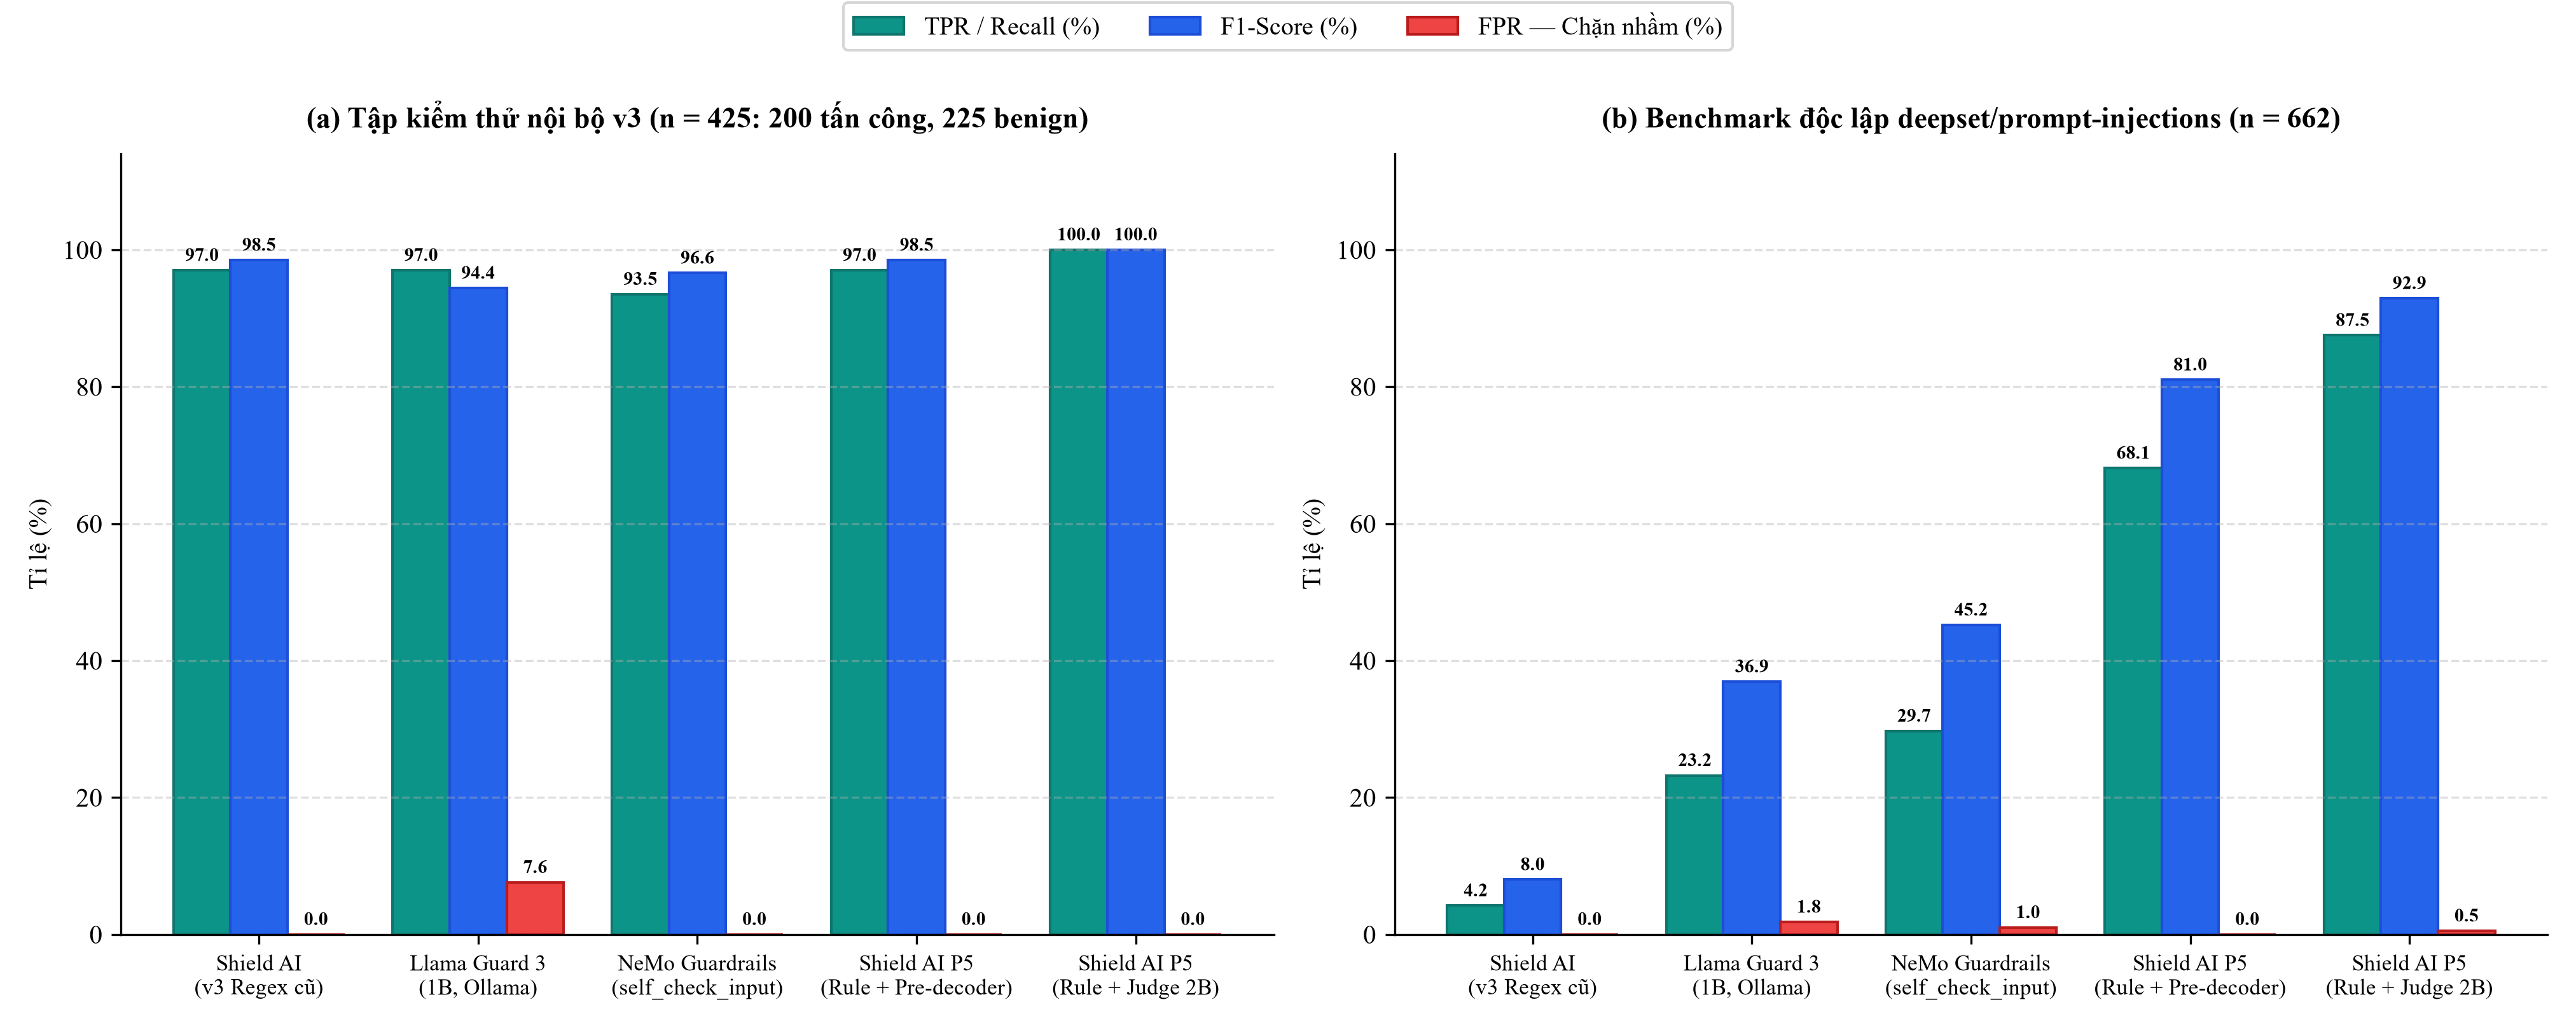 TPR / Recall (%)
F1-Score (%)
FPR — Chặn nhầm (%)
(a) Tập kiểm thử nội bộ v3 (n = 425: 200 tấn công, 225 benign)
Tỉ lệ (%)
100
80
60
40
20
0
97.0
98.5
0.0
97.0
94.4
7.6
93.5
96.6
0.0
97.0
98.5
0.0
100.0
100.0
0.0
Shield AI
(v3 Regex cũ)
Llama Guard 3
(1B, Ollama)
NeMo Guardrails
(self_check_input)
Shield AI P5
(Rule + Pre-decoder)
Shield AI P5
(Rule + Judge 2B)
(b) Benchmark độc lập deepset/prompt-injections (n = 662)
Tỉ lệ (%)
100
80
60
40
20
0
4.2
8.0
0.0
23.2
36.9
1.8
29.7
45.2
1.0
68.1
81.0
0.0
87.5
92.9
0.5
Shield AI
(v3 Regex cũ)
Llama Guard 3
(1B, Ollama)
NeMo Guardrails
(self_check_input)
Shield AI P5
(Rule + Pre-decoder)
Shield AI P5
(Rule + Judge 2B)